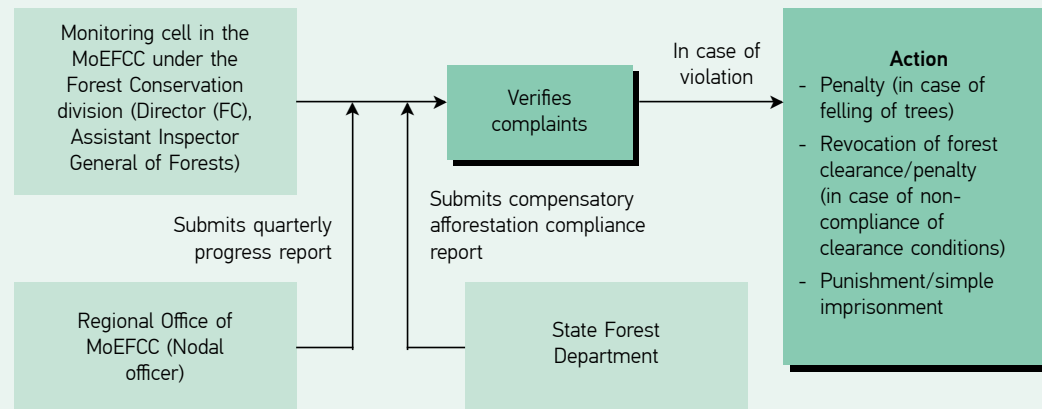 Monitoring cell in the
MoEFCC under the
Forest Conservation
division (Director (FC),
Assistant Inspector
General of Forests)
Verifies
complaints
In case of
violation
Action
- Penalty (in case of
felling of trees)
- Revocation of forest
clearance/penalty
(in case of non-
compliance of
clearance conditions)
- Punishment/simple
imprisonment
Submits quarterly
progress report
Submits compensatory
afforestation compliance
report
Regional Office of
MoEFCC (Nodal
officer)
State Forest
Department